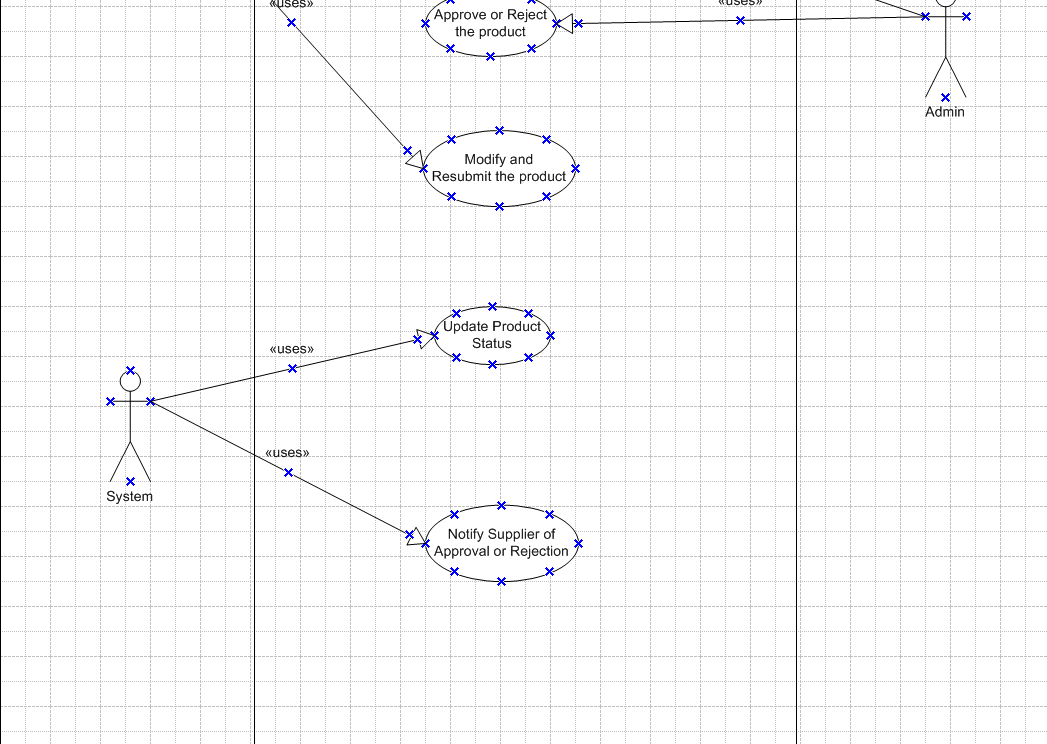 «uses»
«uses»
Approve or Reject
the product
Admin
Modify and
Resubmit the product
Update Product
Status
«uses»
«uses»
System
Notify Supplier of
Approval or Rejection